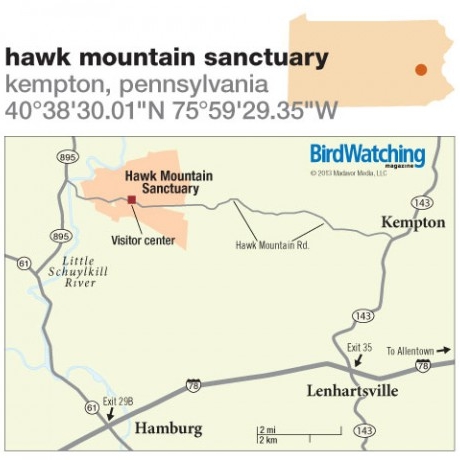 hawk mountain sanctuary
kempton, pennsylvania
40°38'30.01"N 75°59'29.35"W
BirdWatching
magazine
© 2013 Madavor Media, LLC
895
Hawk Mountain
Sanctuary
143
Kempton
895
Visitor center
Hawk Mountain Rd.
61
Little
Schuylkill
River
143
Exit 35
To Allentown
78
78
Lenhartsville
61
Exit 29B
Hamburg
2 mi
2 km
143